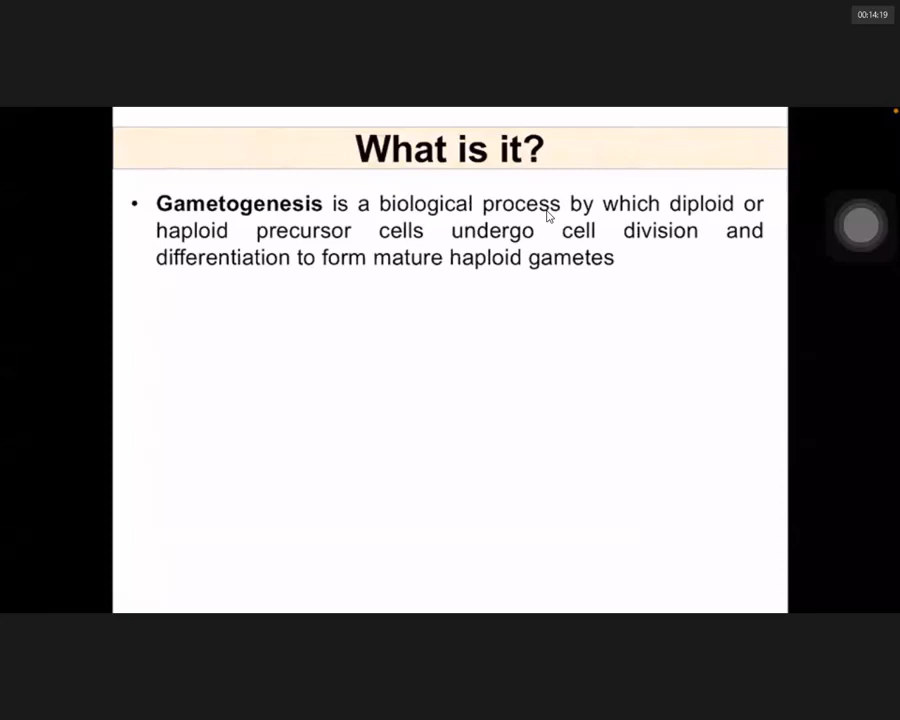 00:14:19
What is it?
• Gametogenesis is a biological process by which diploid or
haploid precursor cells undergo cell division and
differentiation to form mature haploid gametes